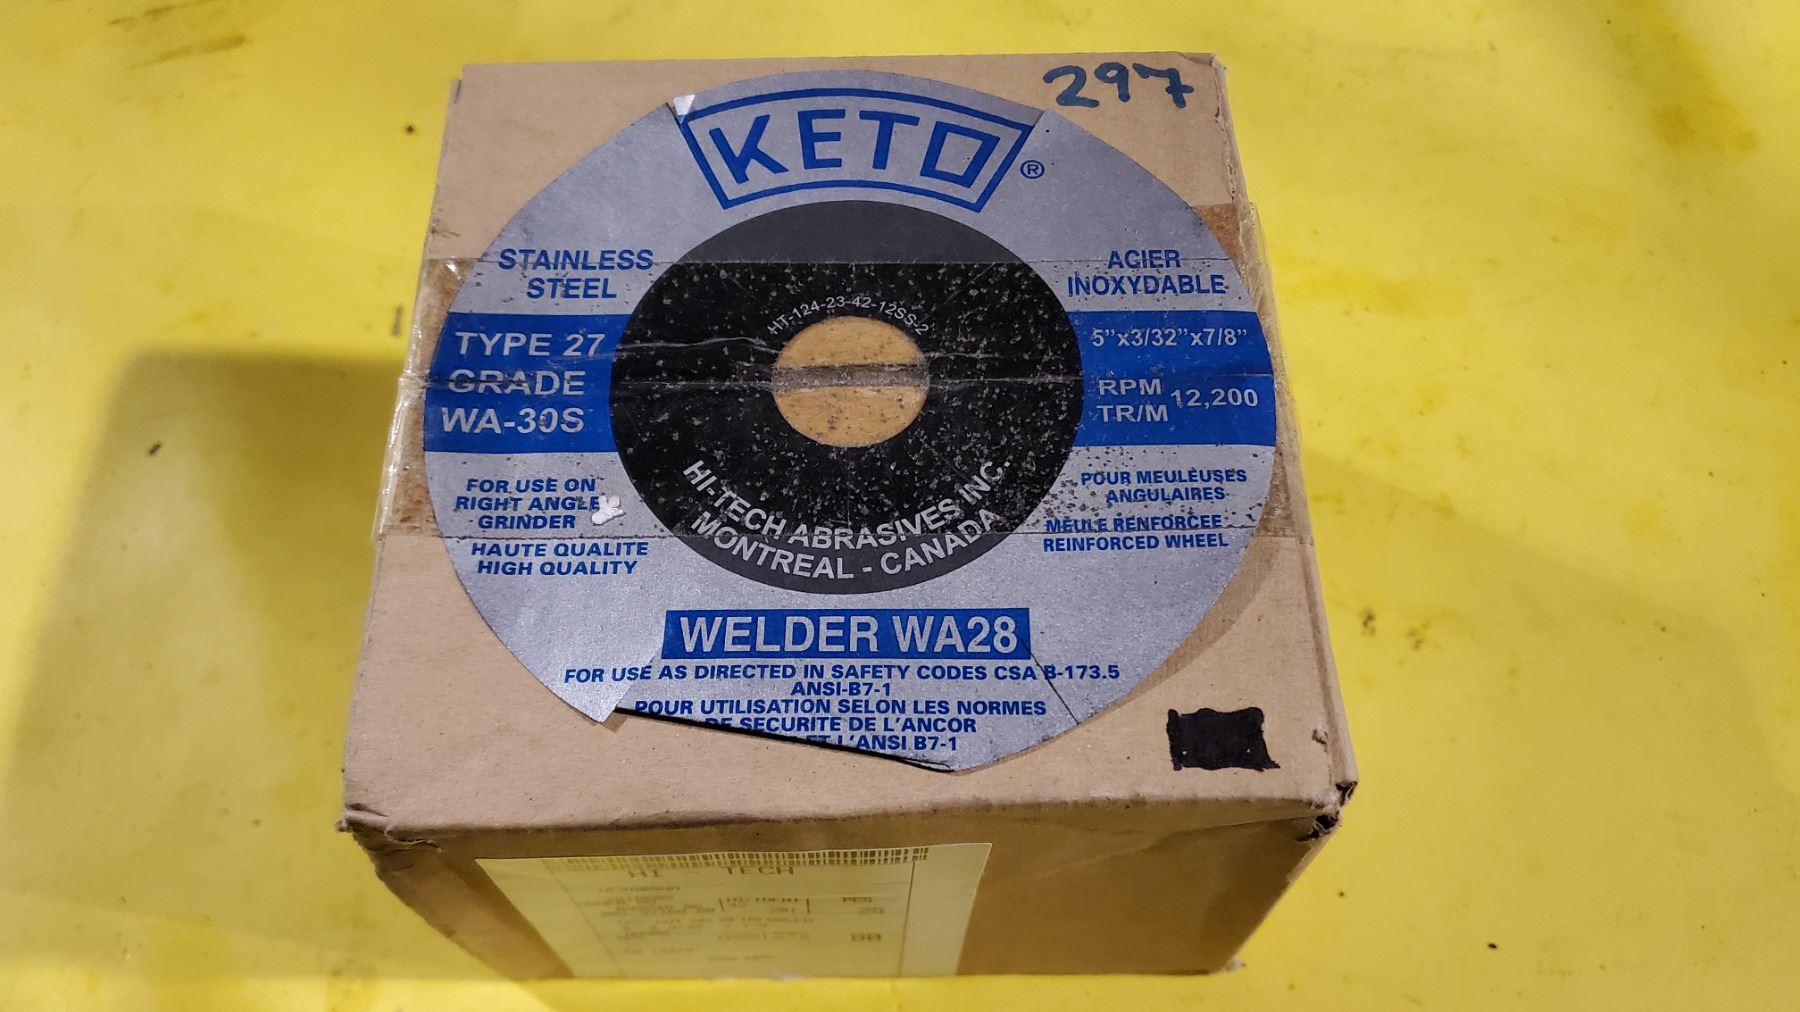 297
KETO®
STAINLESS
STEEL
ACIER
INOXYDABLE
HT-124-23-42-12SS-2
TYPE 27
GRADE
WA-30S
5"x3/32"x7/8"
RPM
TR/M
12,200
FOR USE ON
RIGHT ANGLE
GRINDER
HAUTE QUALITE
HIGH QUALITY
POUR MEULEUSES
ANGULAIRES
MEULE RENFORCEE
REINFORCED WHEEL
HI-TECH ABRASIVES INC.
MONTREAL - CANADA
WELDER WA28
FOR USE AS DIRECTED IN SAFETY CODES CSA B-173.5
ANSI-B7-1
POUR UTILISATION SELON LES NORMES
DE SECURITE DE L'ANCOR
ET L'ANSI B7-1
HI - TECH